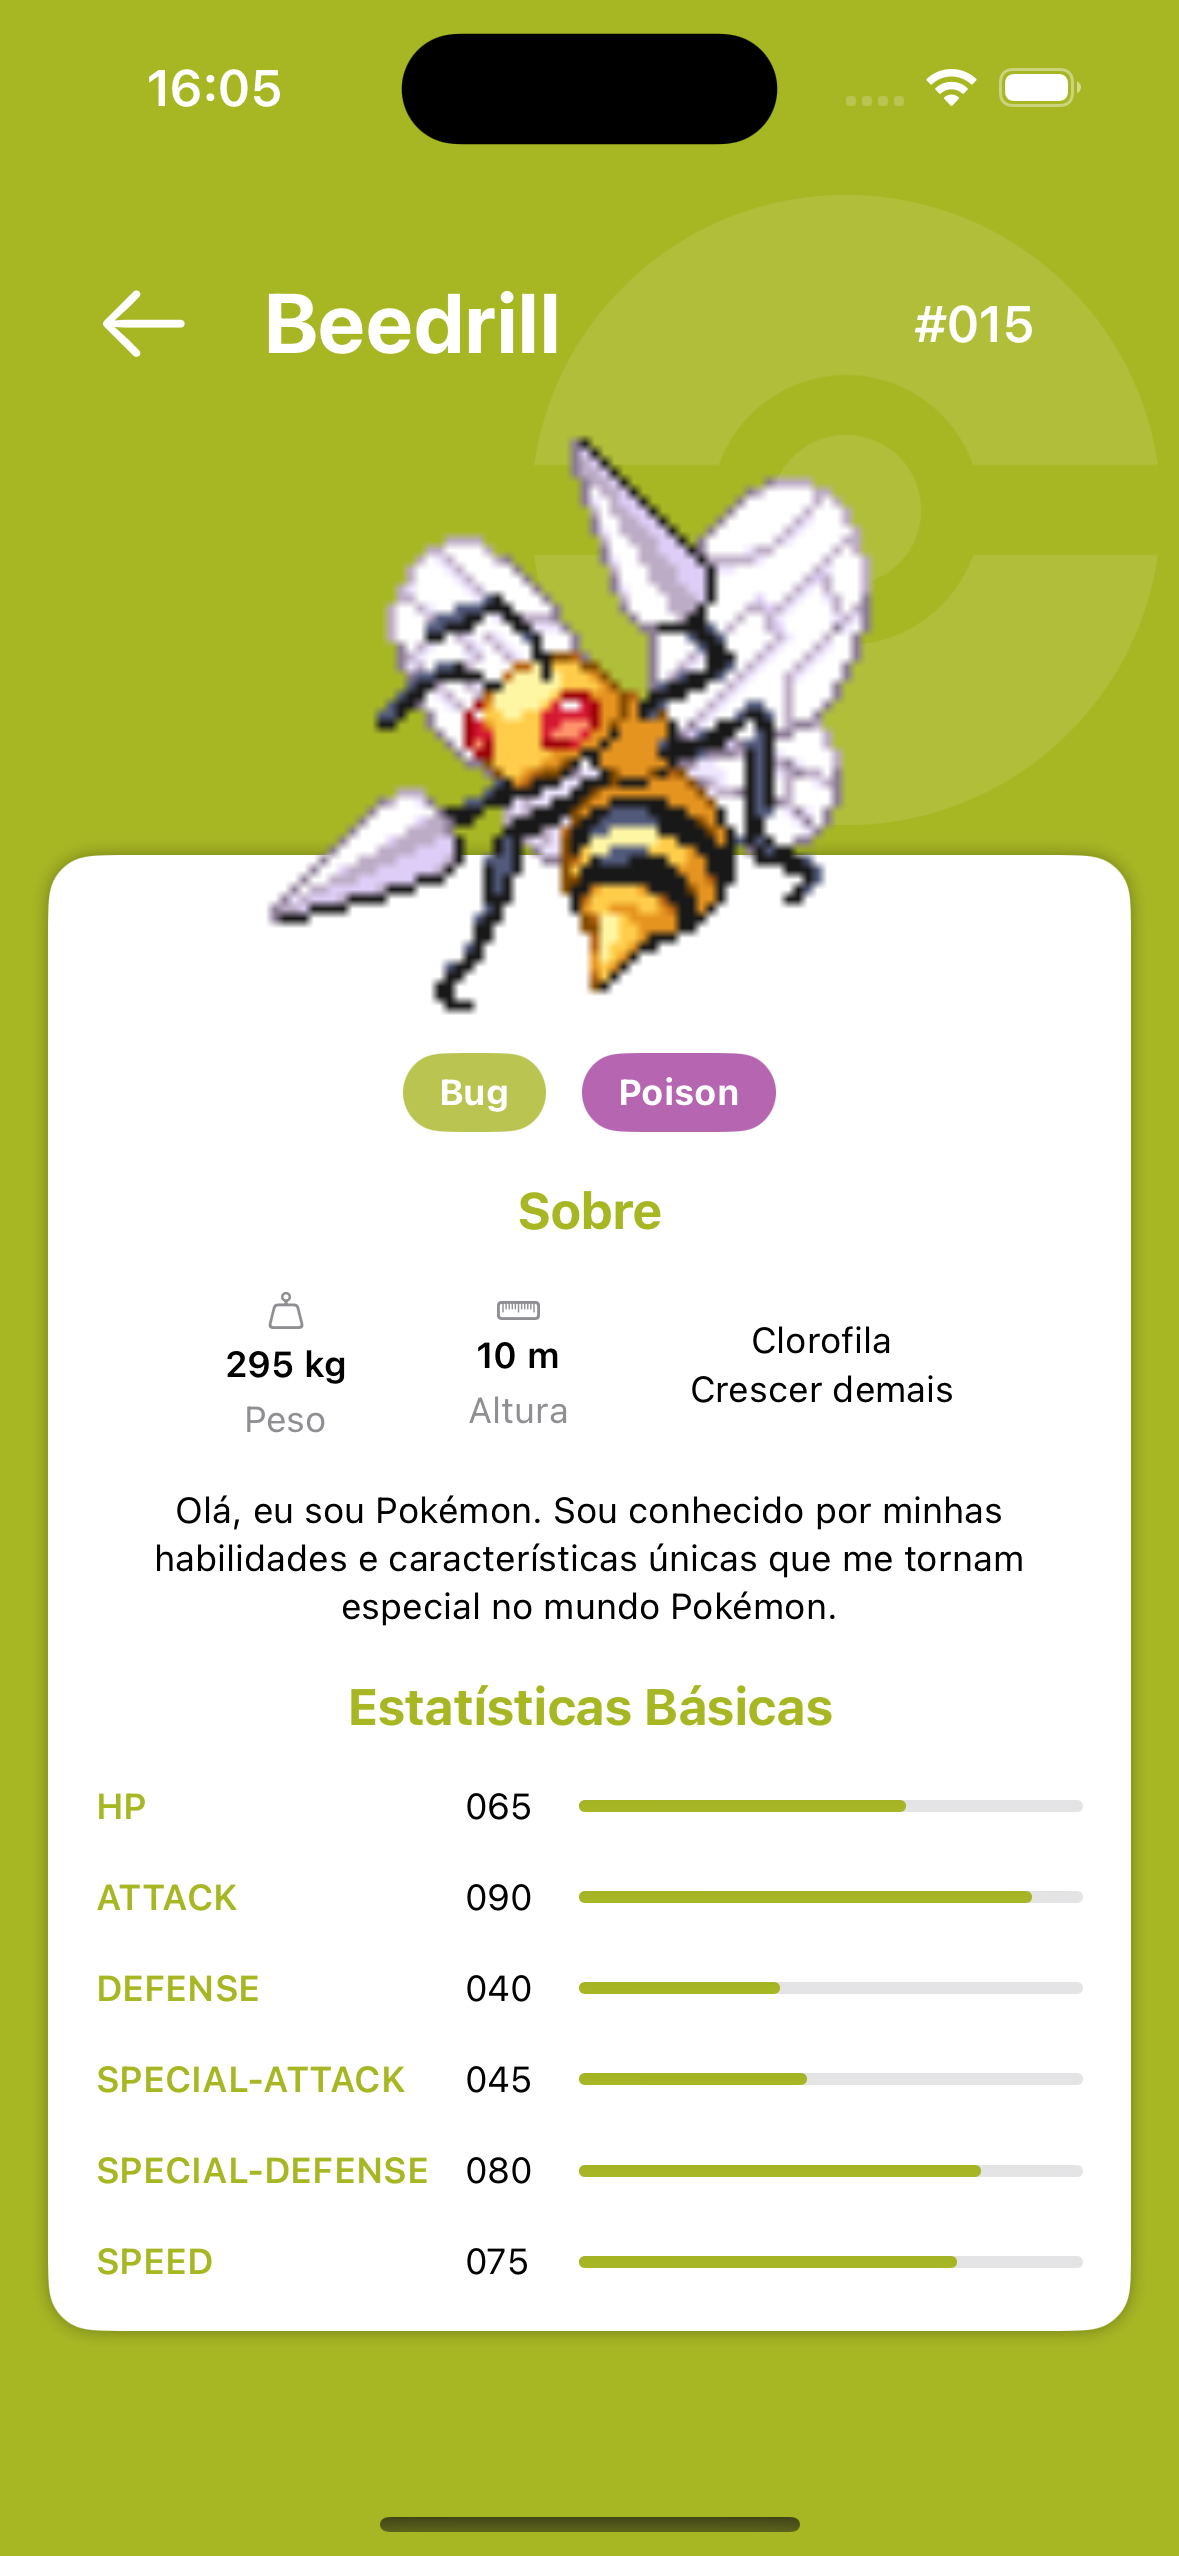 16:05
Beedrill
#015
Bug
Poison
Sobre
295 kg
Peso
10 m
Altura
Clorofila
Crescer demais
Olá, eu sou Pokémon. Sou conhecido por minhas
habilidades e características únicas que me tornam
especial no mundo Pokémon.
Estatísticas Básicas
HP 065
ATTACK 090
DEFENSE 040
SPECIAL-ATTACK 045
SPECIAL-DEFENSE 080
SPEED 075